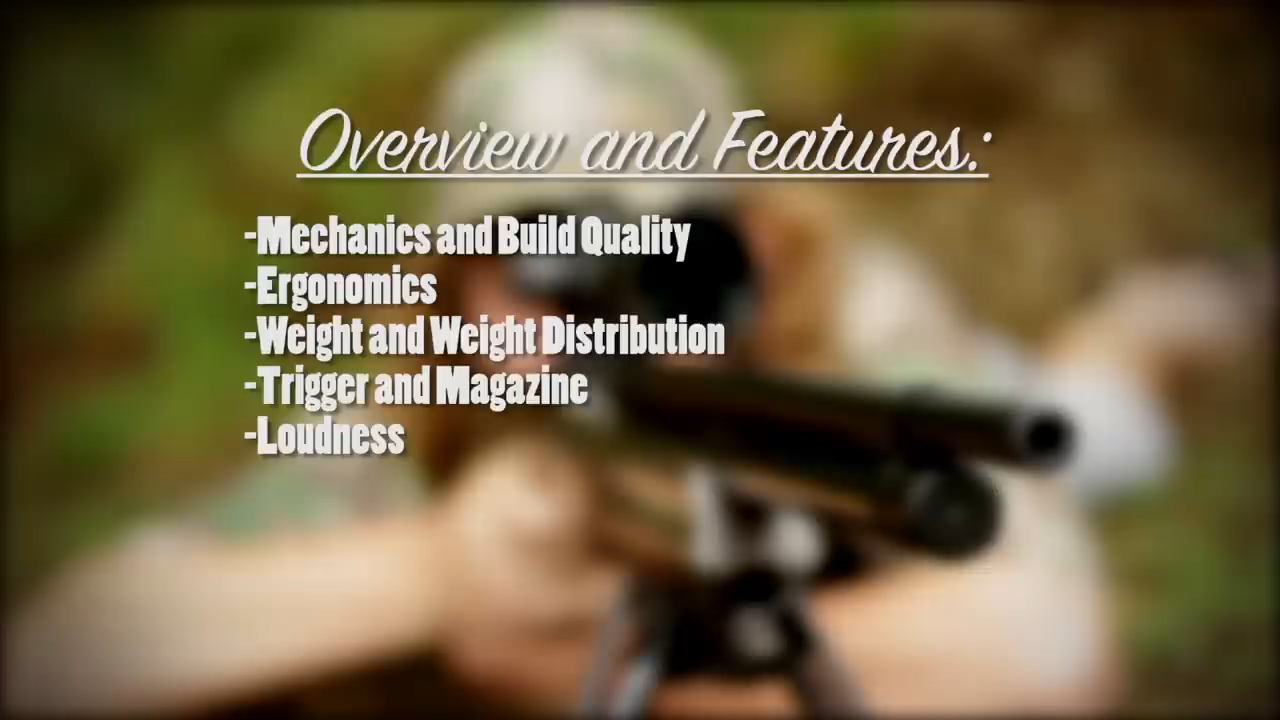 Overview and Features:
-Mechanics and Build Quality
-Ergonomics
-Weight and Weight Distribution
-Trigger and Magazine
-Loudness